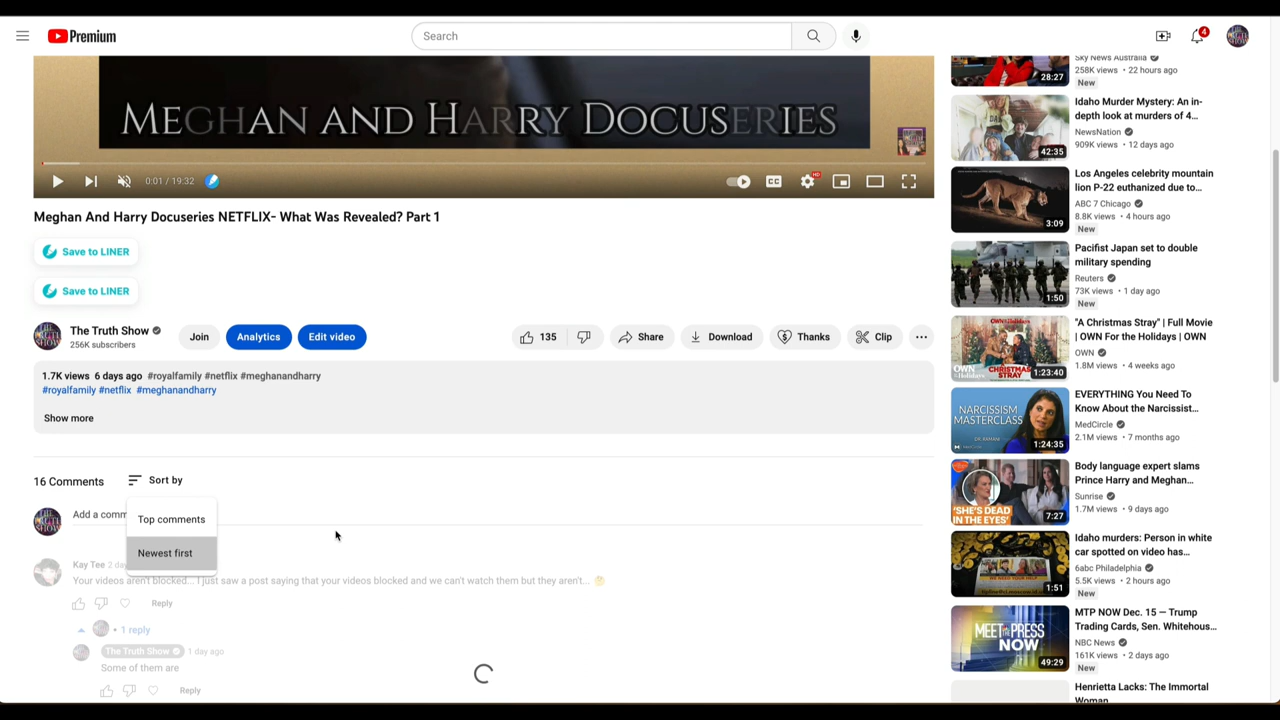 Premium
Search
4
MEGHAN AND HARRY DOCUSERIES
0:01 / 19:32
CC
HD
Meghan And Harry Docuseries NETFLIX- What Was Revealed? Part 1
Save to LINER
Save to LINER
The Truth Show
256K subscribers
Join
Analytics
Edit video
135
Share
Download
Thanks
Clip
1.7K views 6 days ago #royalfamily #netflix #meghanandharry
#royalfamily #netflix #meghanandharry
Show more
16 Comments
Sort by
Add a comm
Top comments
Newest first
Kay Tee 2 day
Your videos aren't blocked... I just saw a post saying that your videos blocked and we can't watch them but they aren't...
Reply
• 1 reply
The Truth Show 1 day ago
Some of them are
Reply
Sky News Australia
258K views • 22 hours ago
New
28:27
Idaho Murder Mystery: An in-
depth look at murders of 4…
NewsNation
909K views • 12 days ago
42:35
Los Angeles celebrity mountain
lion P-22 euthanized due to…
ABC 7 Chicago
8.8K views • 4 hours ago
New
3:09
Pacifist Japan set to double
military spending
Reuters
73K views • 1 day ago
New
1:50
"A Christmas Stray" | Full Movie
| OWN For the Holidays | OWN
OWN
1.8M views • 4 weeks ago
CHRISTMAS
STRAY
1:23:40
EVERYTHING You Need To
Know About the Narcissist…
MedCircle
2.1M views • 7 months ago
NARCISSISM
MASTERCLASS
1:24:35
Body language expert slams
Prince Harry and Meghan…
Sunrise
1.7M views • 9 days ago
'SHE'S DEAD
IN THE EYES'
7:27
Idaho murders: Person in white
car spotted on video has…
6abc Philadelphia
5.5K views • 2 hours ago
New
1:51
MTP NOW Dec. 15 — Trump
Trading Cards, Sen. Whitehous…
NBC News
161K views • 2 days ago
New
MEET THE PRESS
NOW
49:29
Henrietta Lacks: The Immortal
Woman